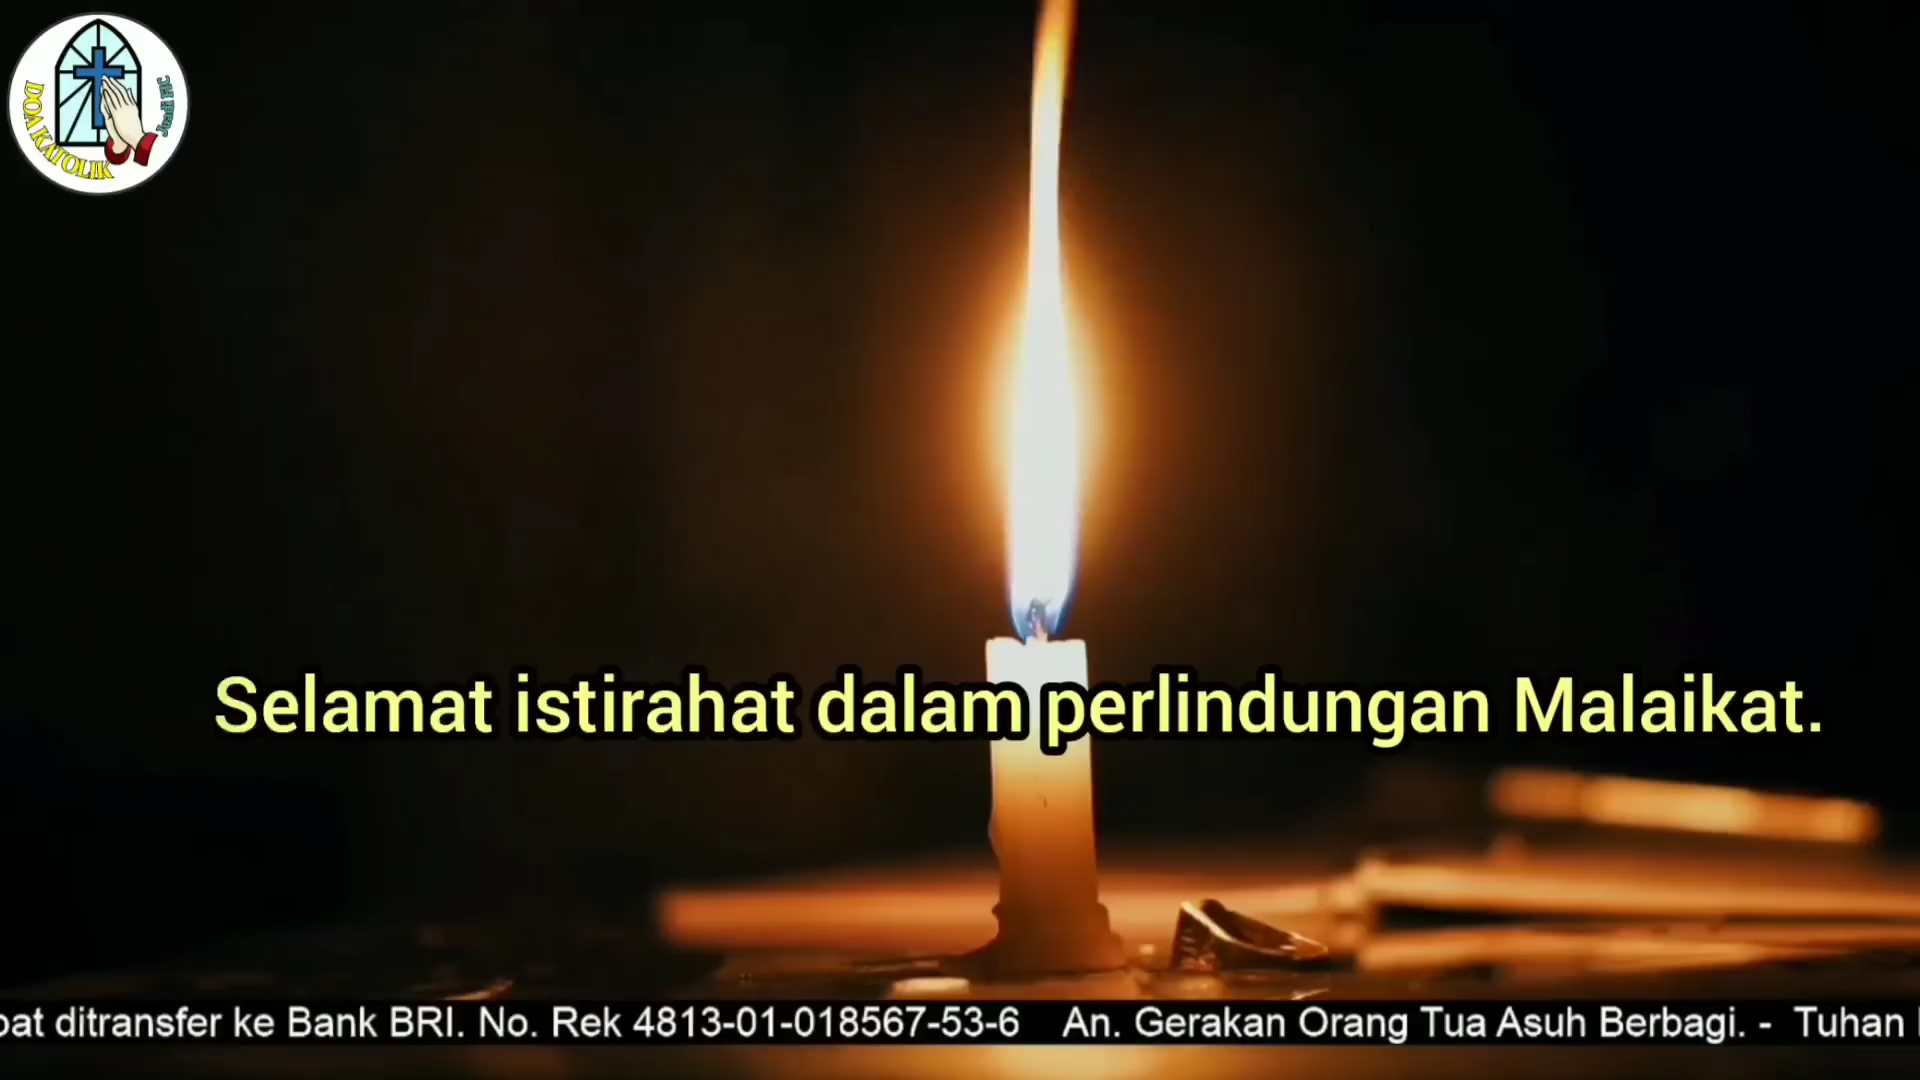 DOA KATOLIK
Selamat istirahat dalam perlindungan Malaikat.
ditransfer ke Bank BRI. No. Rek 4813-01-018567-53-6 An. Gerakan Orang Tua Asuh Berbagi. - Tuhan